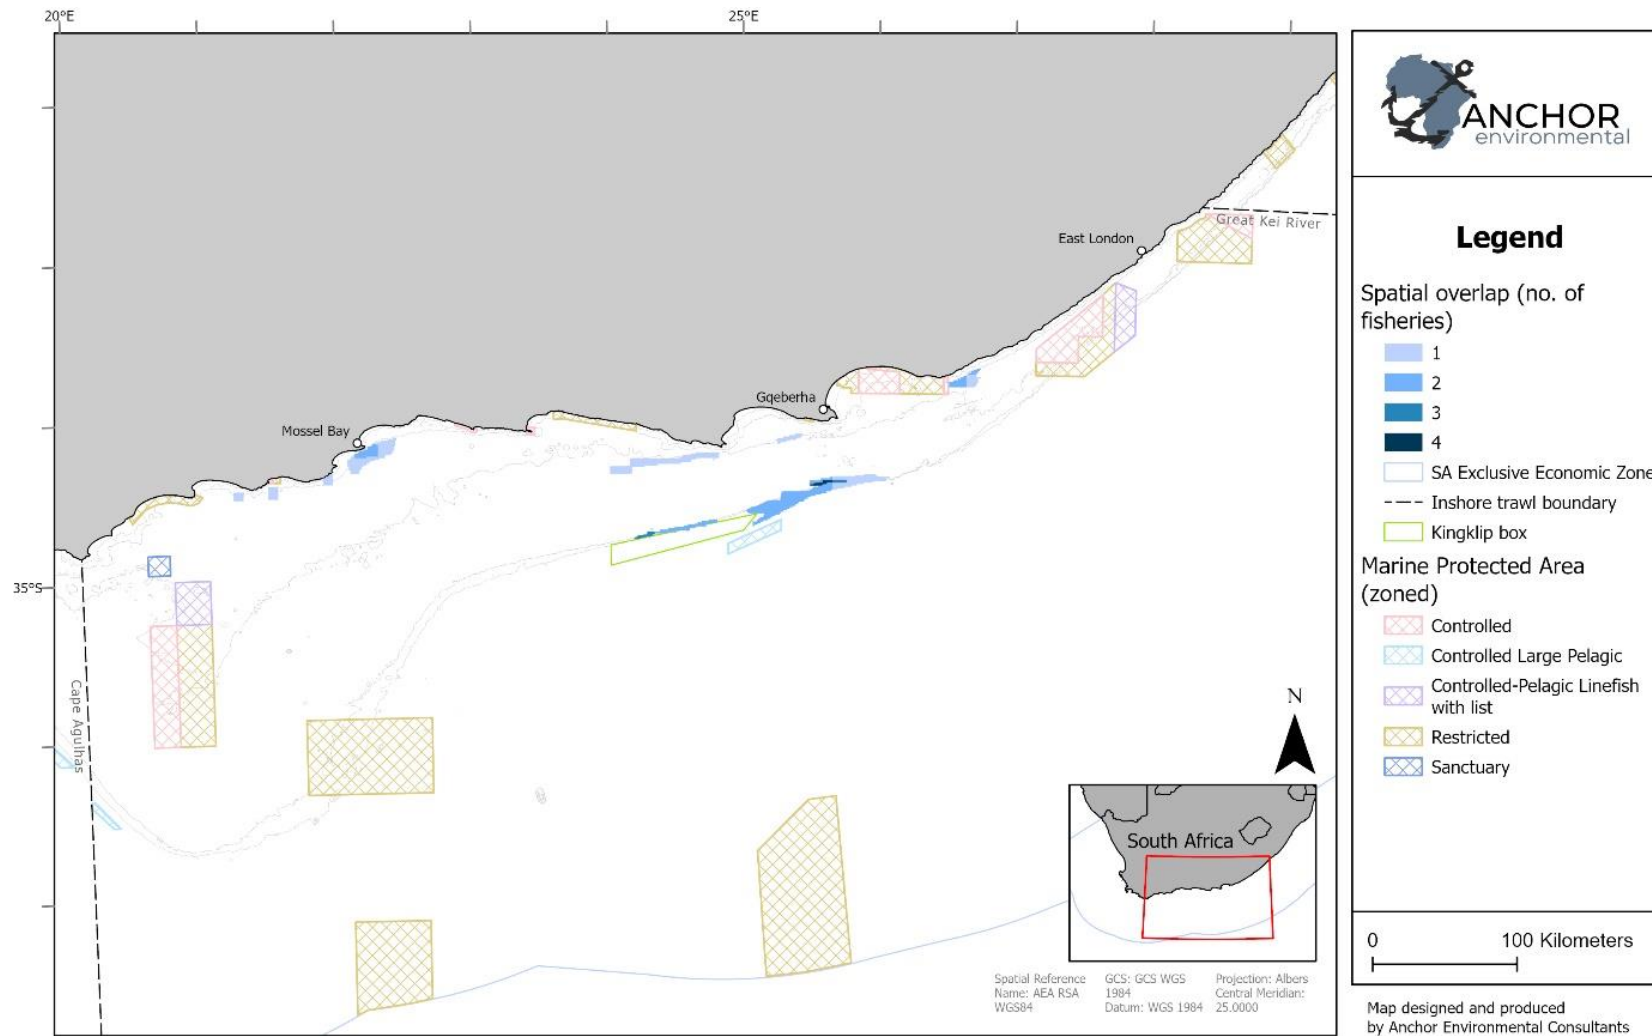 20°E
25°E
ANCHOR
environmental
Great Kei River
East London
Legend
Spatial overlap (no. of
fisheries)
1
2
3
4
SA Exclusive Economic Zone
Inshore trawl boundary
Kingklip box
Marine Protected Area
(zoned)
Controlled
Controlled Large Pelagic
Controlled-Pelagic Linefish
with list
Restricted
Sanctuary
Gqeberha
Mossel Bay
35°S
Cape Agulhas
N
South Africa
Spatial Reference
Name: AEA RSA
WGS84
GCS: GCS WGS
1984
Datum: WGS 1984
Projection: Albers
Central Meridian:
25.0000
0 100 Kilometers
Map designed and produced
by Anchor Environmental Consultants